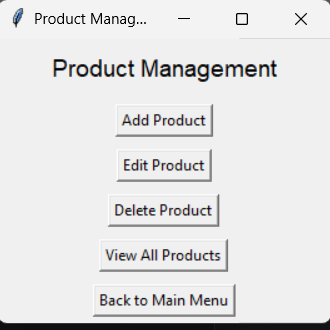 Product Manag...
Product Management
Add Product
Edit Product
Delete Product
View All Products
Back to Main Menu